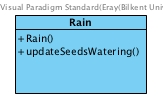 Visual Paradigm Standard(Eray(Bilkent Uni
Rain
+Rain()
+updateSeedsWatering()